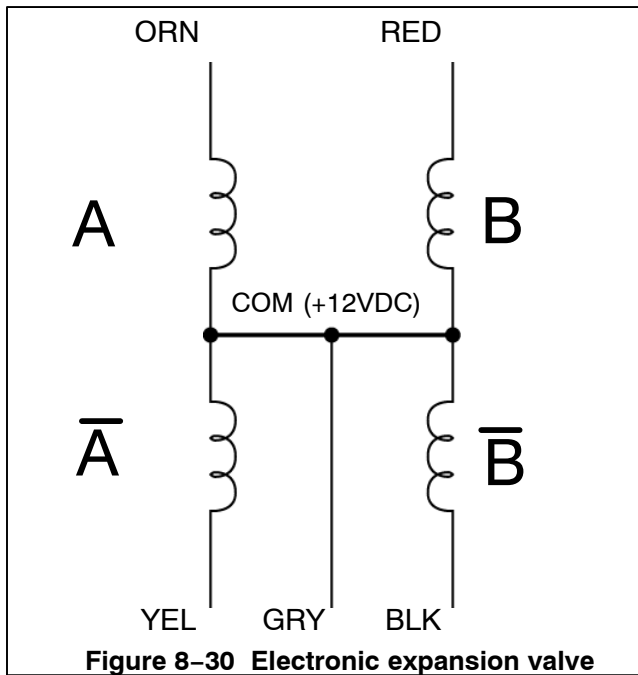 ORN RED
A B
COM (+12VDC)
A̅ B̅
YEL GRY BLK
Figure 8–30 Electronic expansion valve